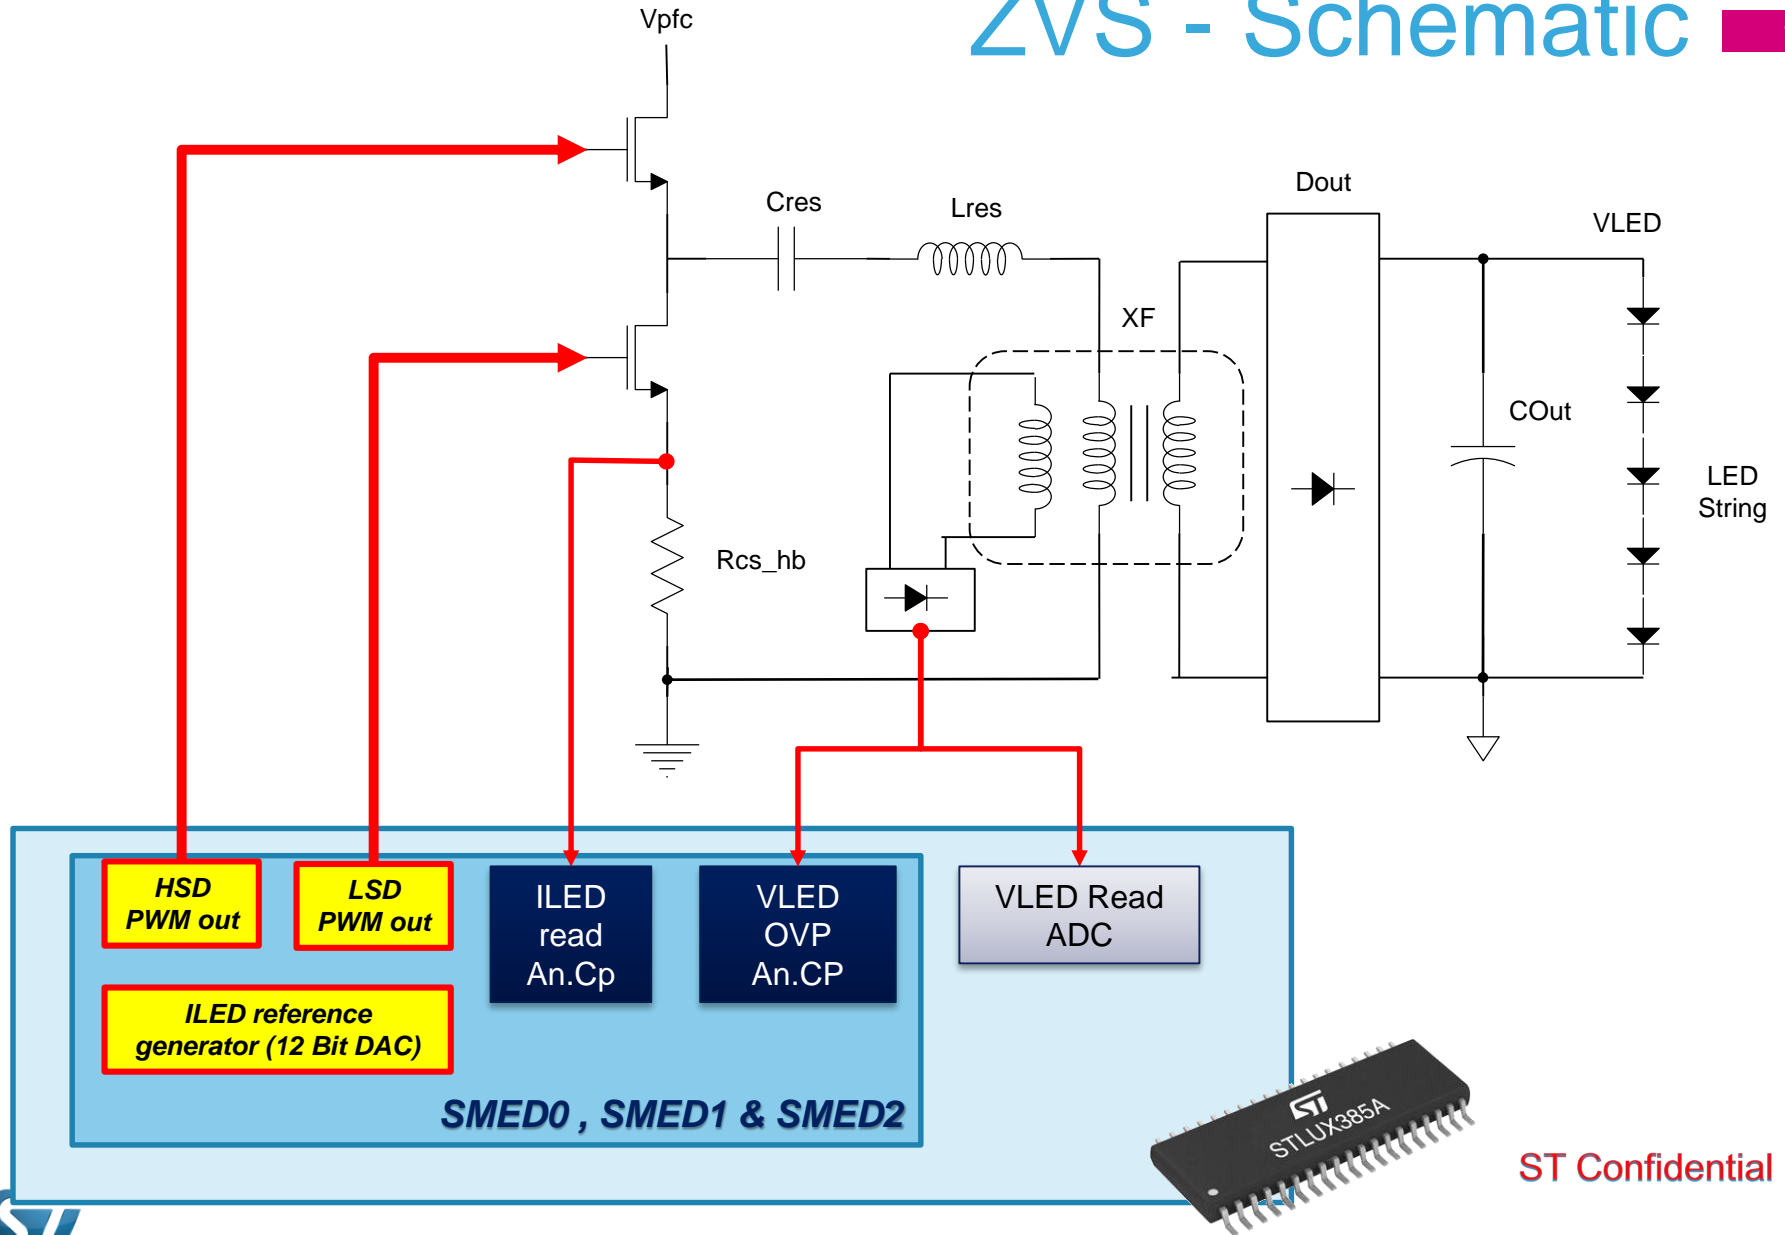 ZVS - Schematic
Vpfc
Cres
Lres
Dout
VLED
XF
COut
LED
String
Rcs_hb
HSD
PWM out
LSD
PWM out
ILED
read
An.Cp
VLED
OVP
An.CP
VLED Read
ADC
ILED reference
generator (12 Bit DAC)
SMED0 , SMED1 & SMED2
ST
STLUX385A
ST Confidential
ST